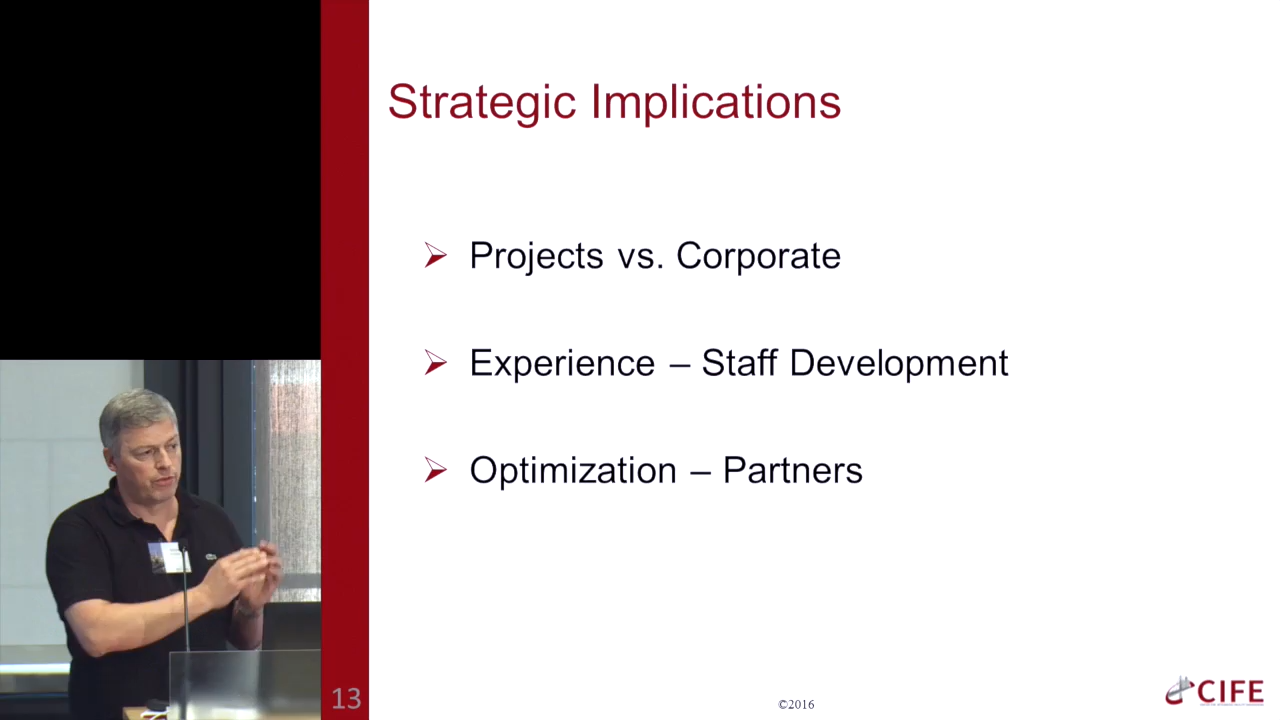 Strategic Implications
Projects vs. Corporate
Experience – Staff Development
Optimization – Partners
13
©2016
CIFE